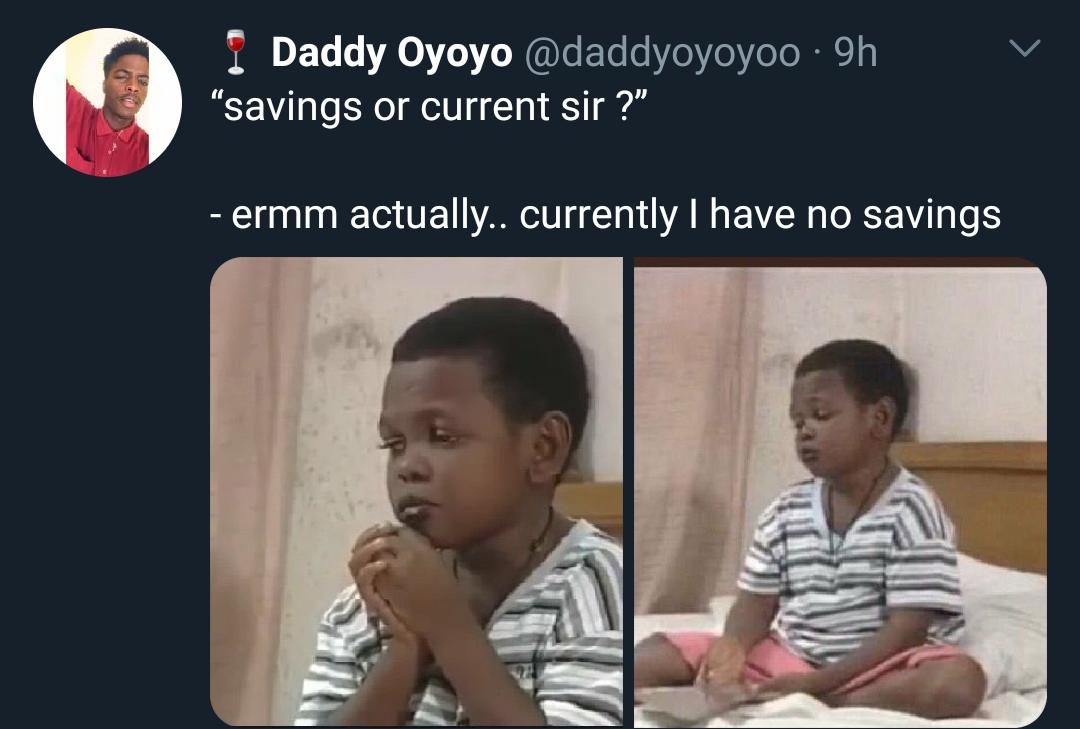 🍷 Daddy Oyoyo @daddyoyoyoo · 9h
“savings or current sir ?”
- ermm actually.. currently I have no savings